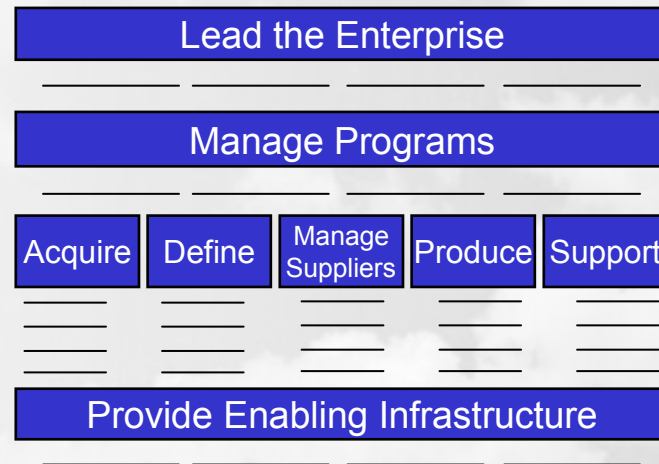 Lead the Enterprise
Manage Programs
Acquire
Define
Manage
Suppliers
Produce
Support
Provide Enabling Infrastructure